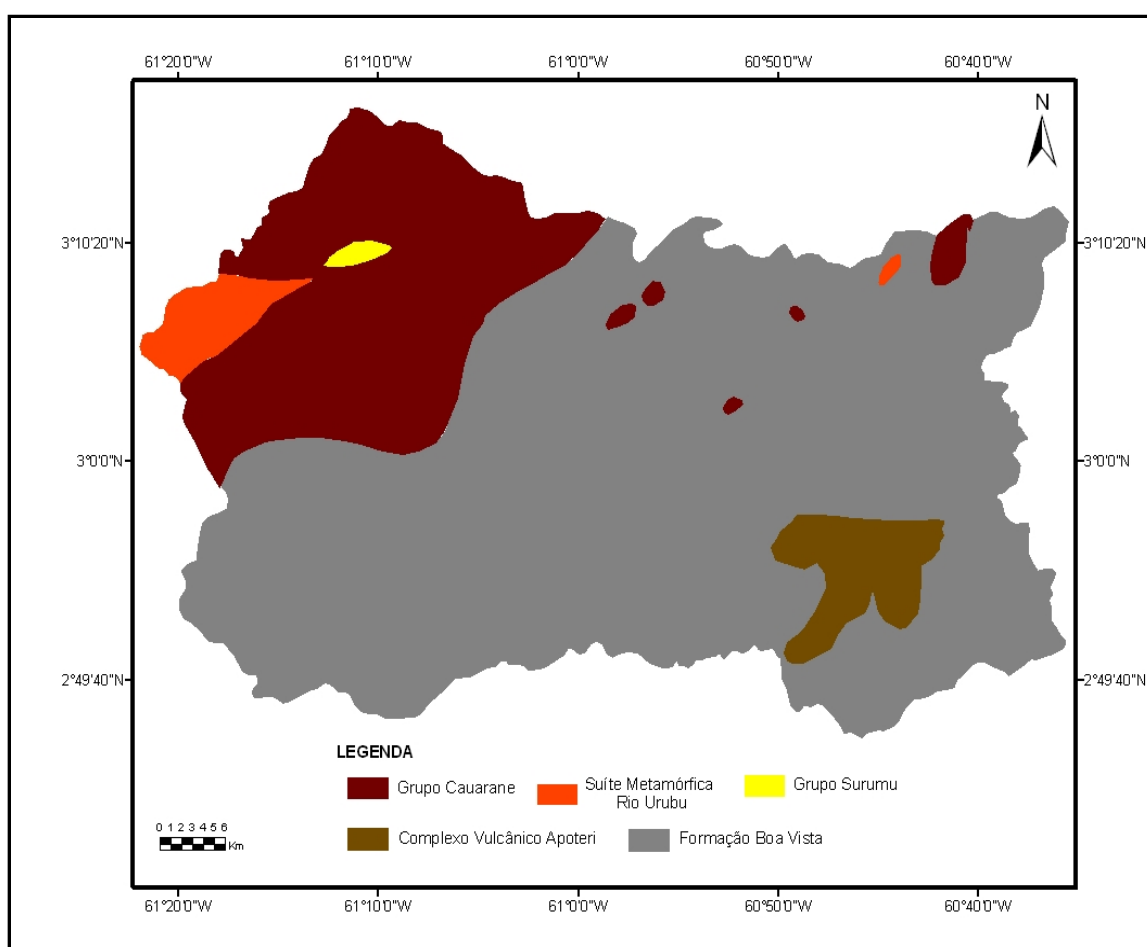 61°20'0"W 61°10'0"W 61°0'0"W 60°50'0"W 60°40'0"W
N
3°10'20"N 3°10'20"N
3°0'0"N 3°0'0"N
2°49'40"N 2°49'40"N
LEGENDA
Grupo Cauarane
Suíte Metamórfica
Rio Urubu
Grupo Surumu
Complexo Vulcânico Apoteri
Formação Boa Vista
0 1 2 3 4 5 6
Km
61°20'0"W 61°10'0"W 61°0'0"W 60°50'0"W 60°40'0"W